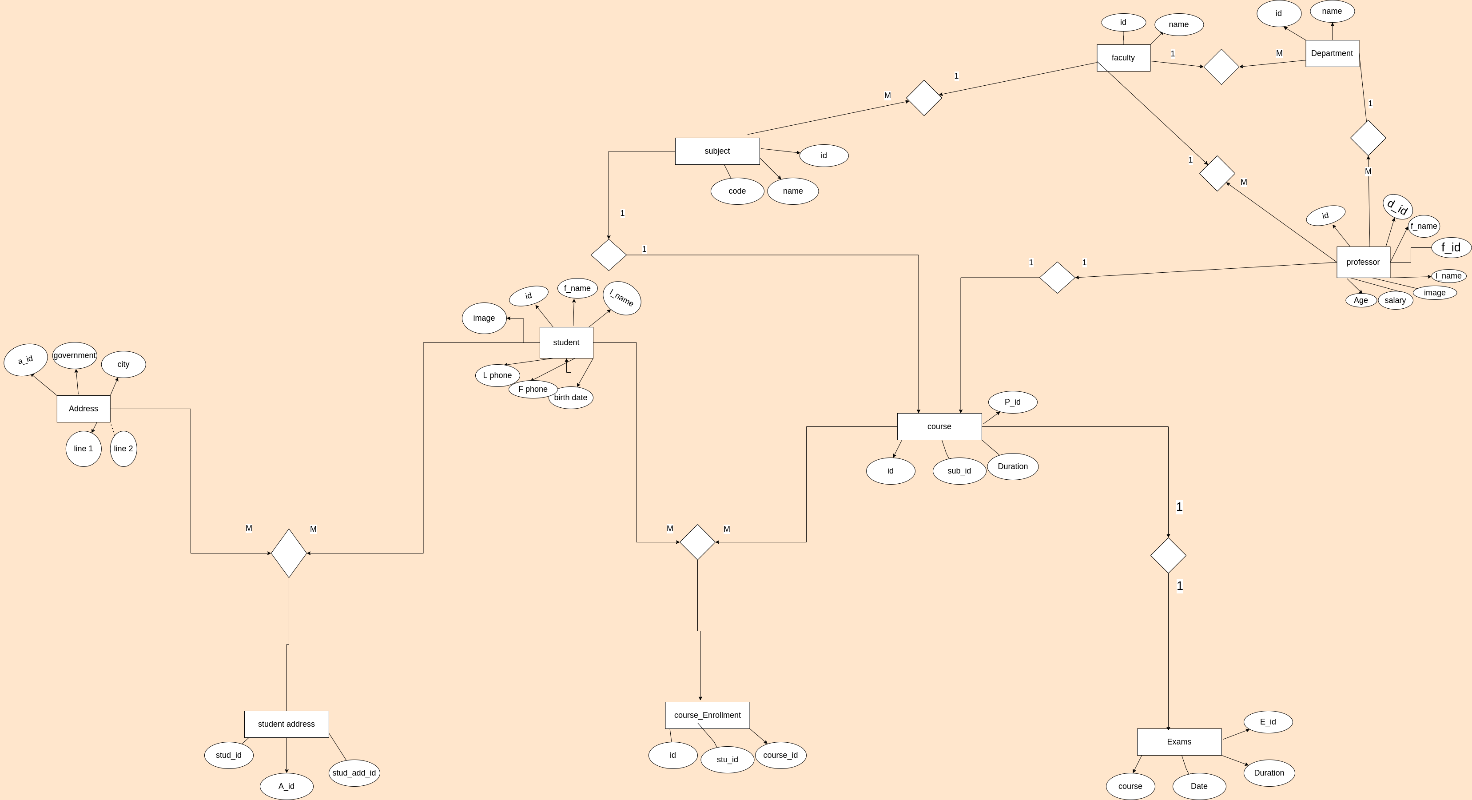 id
name
id
name
faculty
1
M
Department
1
M
1
M
1
M
subject
id
code
name
1
1
id
d_id
f_name
f_id
professor
l_name
image
Age
salary
1
1
image
id
f_name
l_name
student
L phone
F phone
birth date
a_id
government
city
Address
line 1
line 2
P_id
course
id
sub_id
Duration
M
M
M
M
1
1
student address
stud_id
A_id
stud_add_id
course_Enrollment
id
stu_id
course_id
E_id
Exams
course
Date
Duration